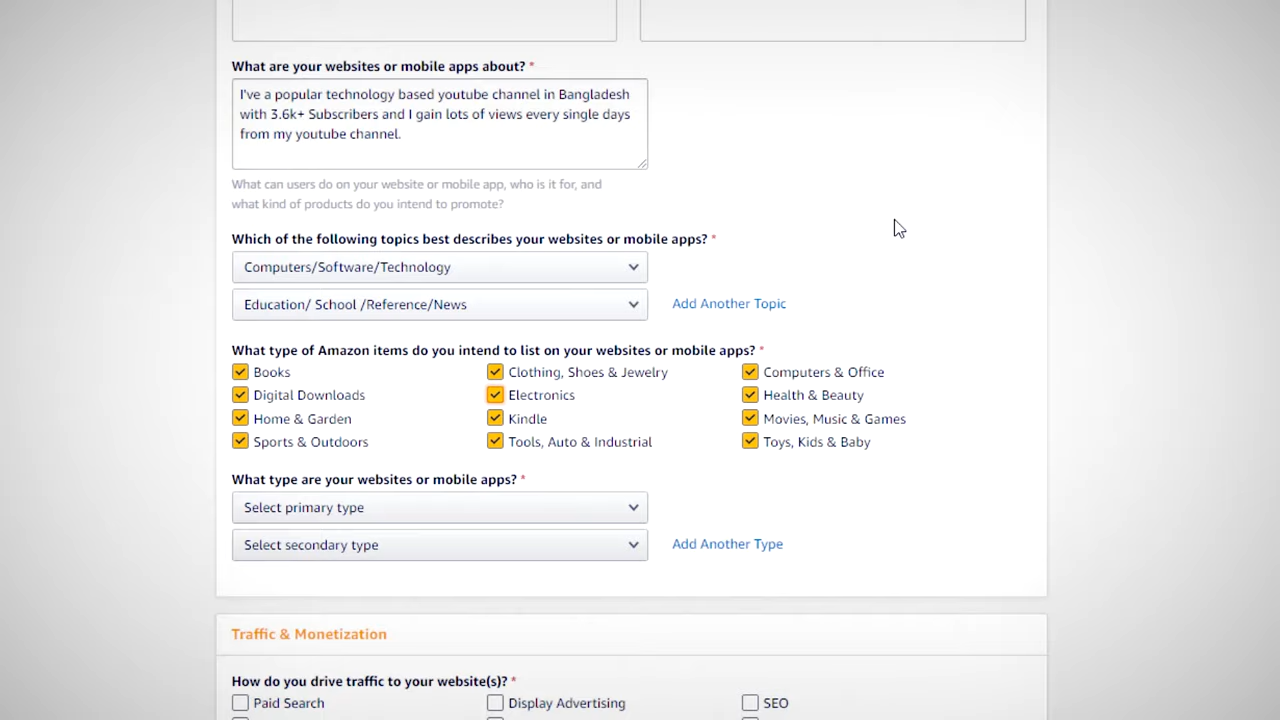 What are your websites or mobile apps about? *
I've a popular technology based youtube channel in Bangladesh
with 3.6k+ Subscribers and I gain lots of views every single days
from my youtube channel.
What can users do on your website or mobile app, who is it for, and
what kind of products do you intend to promote?
Which of the following topics best describes your websites or mobile apps? *
Computers/Software/Technology
Education/ School /Reference/News
Add Another Topic
What type of Amazon items do you intend to list on your websites or mobile apps? *
Books Clothing, Shoes & Jewelry Computers & Office
Digital Downloads Electronics Health & Beauty
Home & Garden Kindle Movies, Music & Games
Sports & Outdoors Tools, Auto & Industrial Toys, Kids & Baby
What type are your websites or mobile apps? *
Select primary type
Select secondary type
Add Another Type
Traffic & Monetization
How do you drive traffic to your website(s)? *
Paid Search Display Advertising SEO